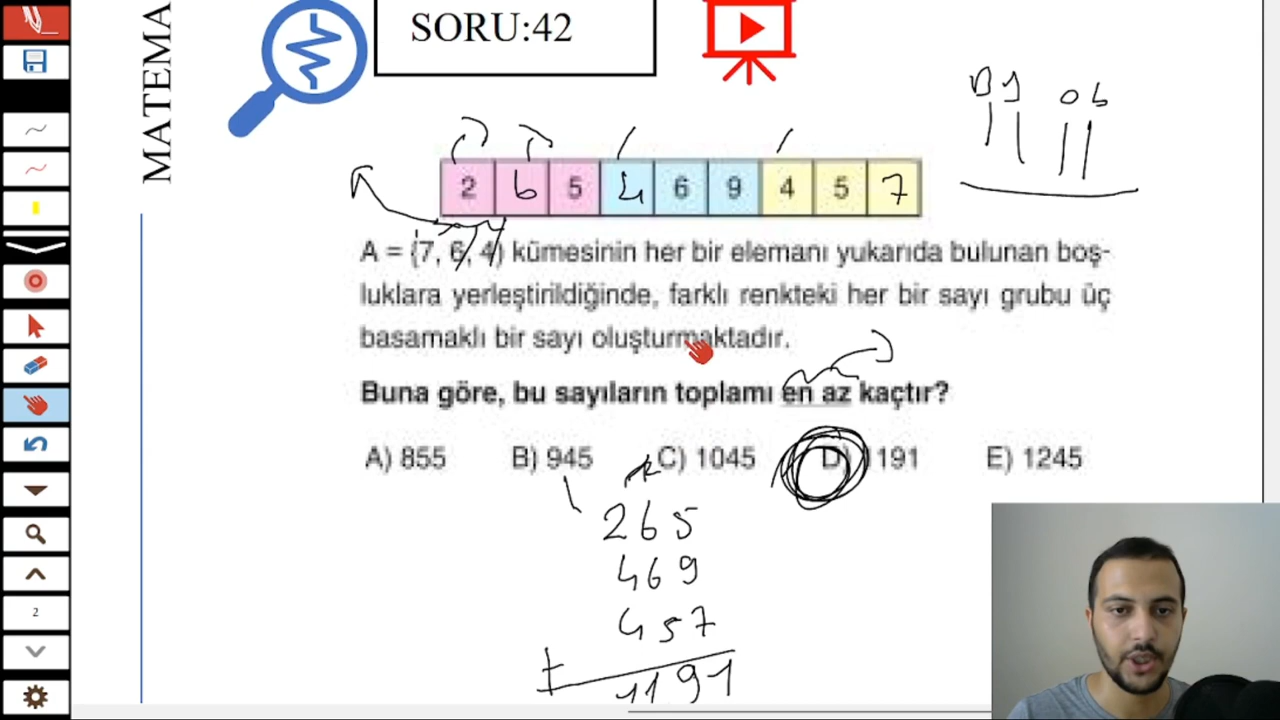 MATEMA
SORU:42
2 6 5 4 6 9 4 5 7
A = {7, 6, 4} kümesinin her bir elemanı yukarıda bulunan boş-
luklara yerleştirildiğinde, farklı renkteki her bir sayı grubu üç
basamaklı bir sayı oluşturmaktadır.
Buna göre, bu sayıların toplamı en az kaçtır?
A) 855 B) 945 C) 1045 D) 1191 E) 1245
265
469
457
+
1191
2